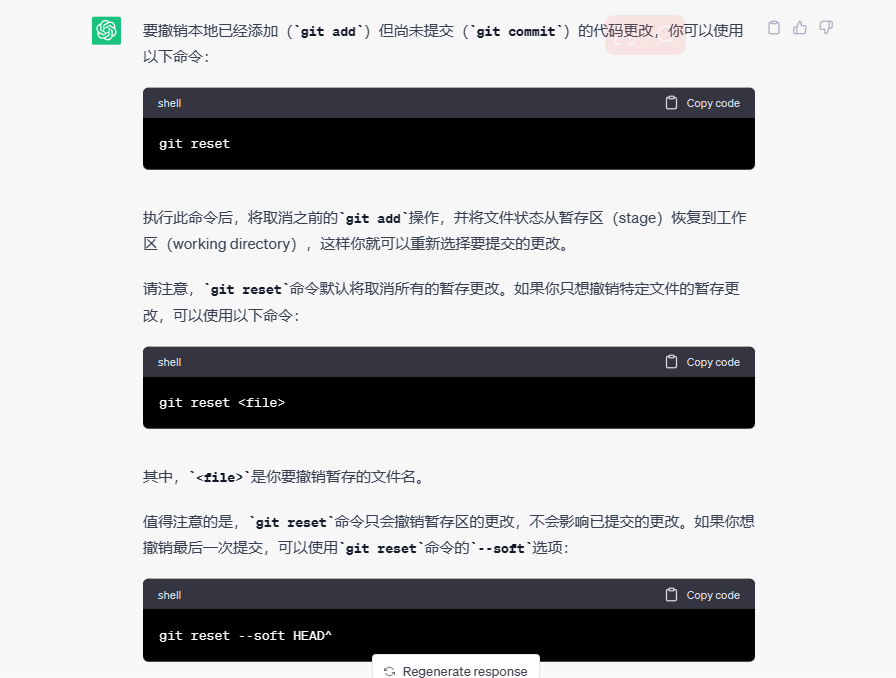 要撤销本地已经添加（`git add`）但尚未提交（`git commit`）的代码更改，你可以使用
以下命令：
shell
Copy code
git reset
执行此命令后，将取消之前的`git add`操作，并将文件状态从暂存区（stage）恢复到工作
区（working directory），这样你就可以重新选择要提交的更改。
请注意，`git reset`命令默认将取消所有的暂存更改。如果你只想撤销特定文件的暂存更
改，可以使用以下命令：
shell
Copy code
git reset <file>
其中，`<file>`是你要撤销暂存的文件名。
值得注意的是，`git reset`命令只会撤销暂存区的更改，不会影响已提交的更改。如果你想
撤销最后一次提交，可以使用`git reset`命令的`--soft`选项：
shell
Copy code
git reset --soft HEAD^
Regenerate response